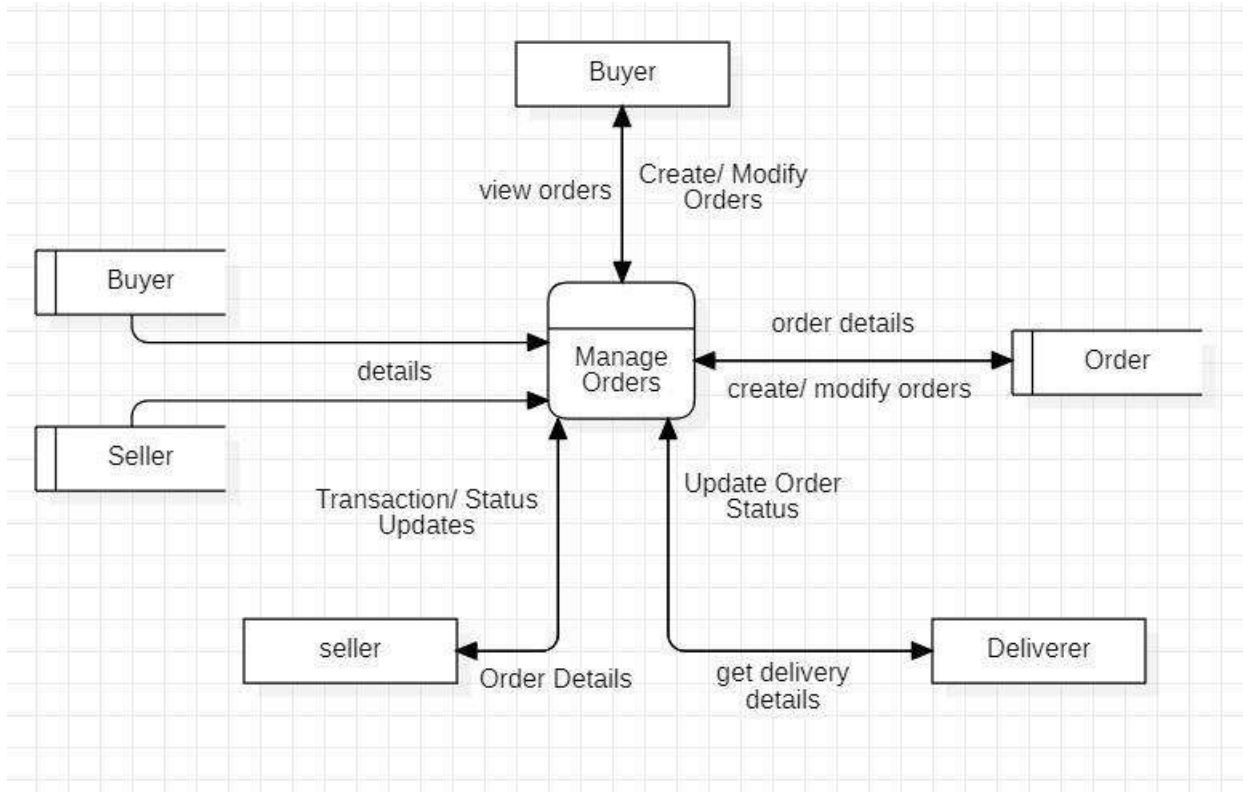 Buyer
view orders
Create/ Modify
Orders
Buyer
details
Seller
Manage
Orders
order details
create/ modify orders
Order
Transaction/ Status
Updates
Update Order
Status
seller
Order Details
get delivery
details
Deliverer